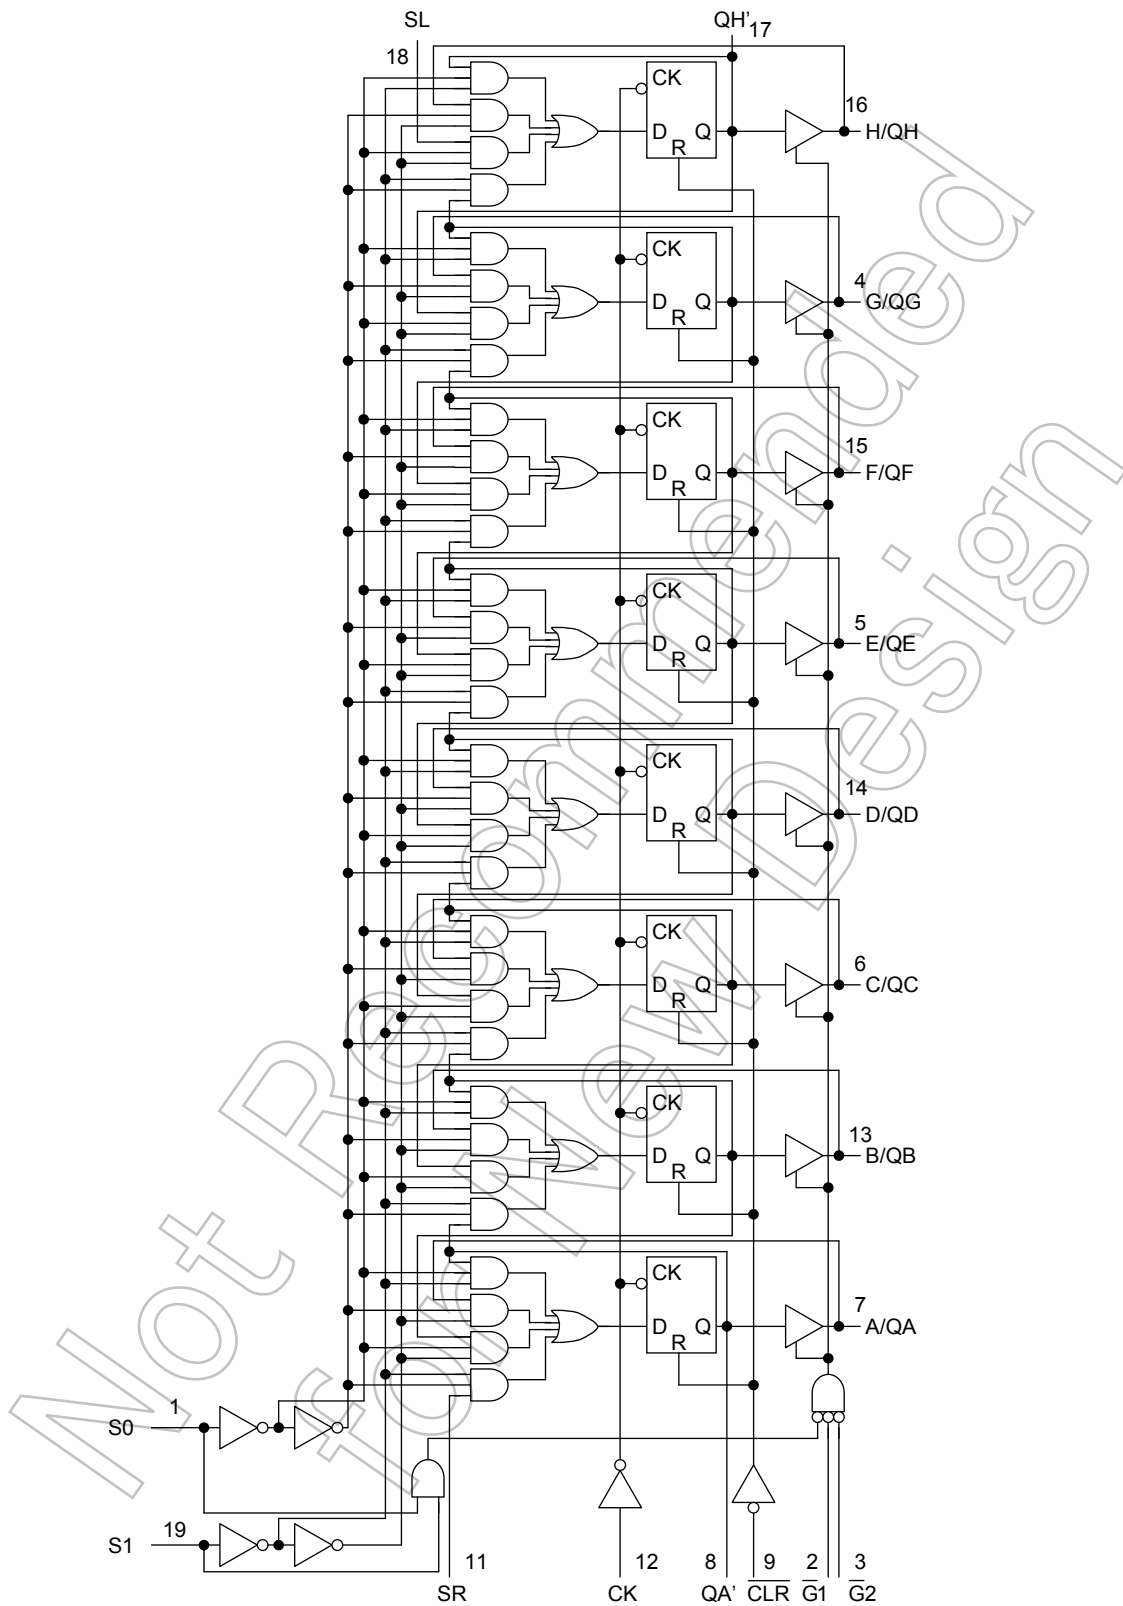 SL
QH’
17
18
CK
D
Q
R
16
H/QH
CK
D
Q
R
4
G/QG
CK
D
Q
R
15
F/QF
CK
D
Q
R
5
E/QE
CK
D
Q
R
14
D/QD
CK
D
Q
R
6
C/QC
CK
D
Q
R
13
B/QB
CK
D
Q
R
7
A/QA
S0
1
S1
19
11
SR
12
CK
8
QA’
9
CLR
2
G1
3
G2
Not Recommended
for New Design